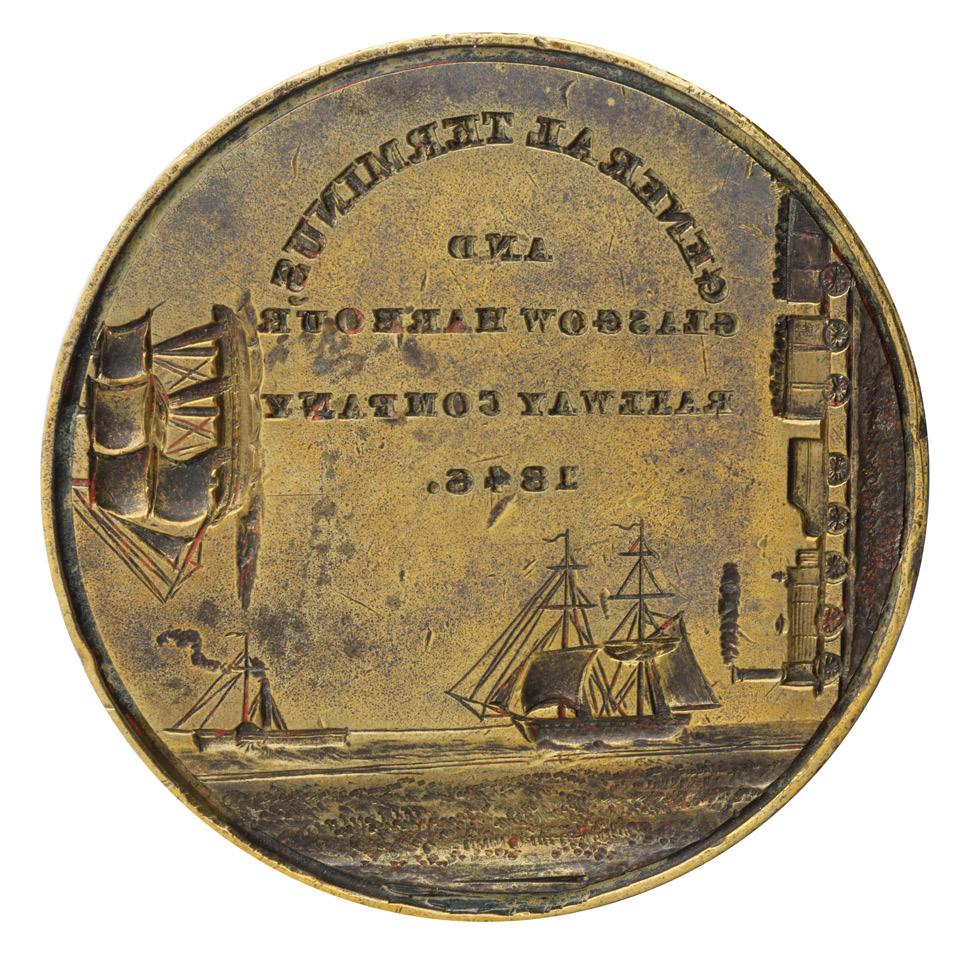 GENERAL TERMINUS,
AND
GLASGOW HARBOUR
RAILWAY COMPANY
1846.